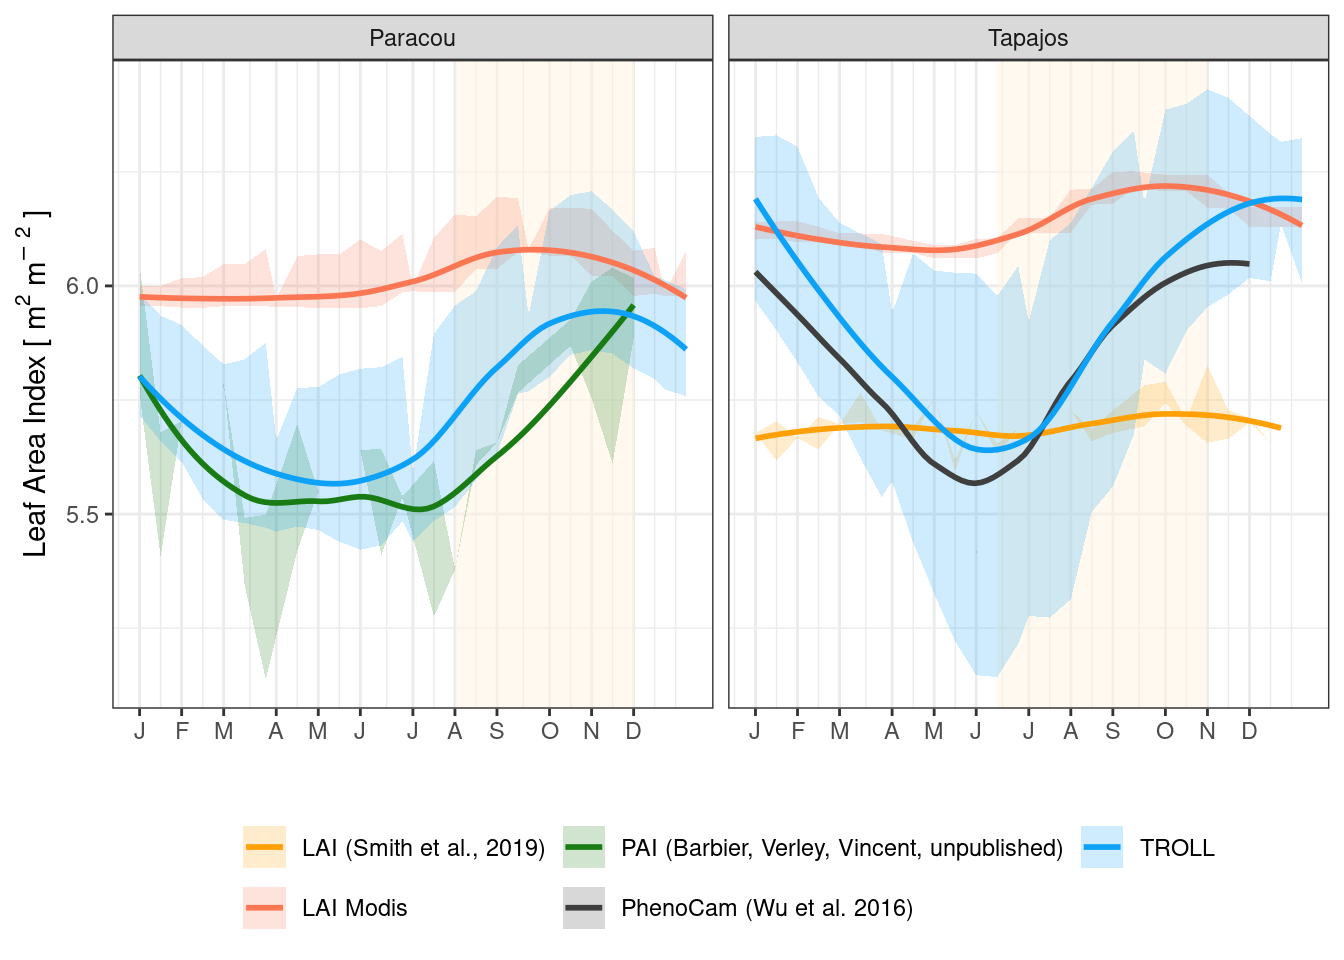 Paracou
Tapajos
Leaf Area Index [ m² m⁻² ]
6.0
5.5
J F M A M J J A S O N D
J F M A M J J A S O N D
LAI (Smith et al., 2019)
PAI (Barbier, Verley, Vincent, unpublished)
TROLL
LAI Modis
PhenoCam (Wu et al. 2016)